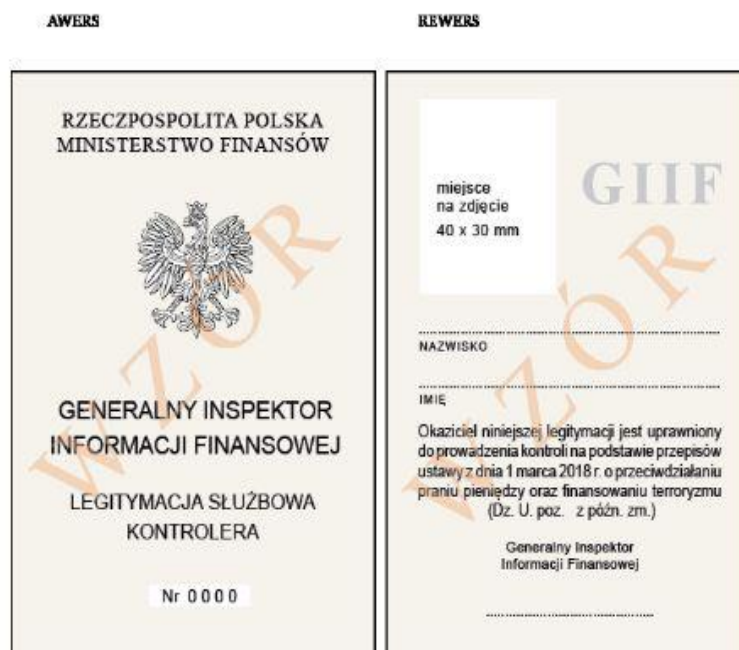 AWERS
RZECZPOSPOLITA POLSKA
MINISTERSTWO FINANSÓW
GENERALNY INSPEKTOR
INFORMACJI FINANSOWEJ
LEGITYMACJA SŁUŻBOWA
KONTROLERA
Nr 0000
WZÓR
REWERS
miejsce
na zdjęcie
40 x 30 mm
GIIF
NAZWISKO
IMIĘ
Okaziciel niniejszej legitymacji jest uprawniony
do prowadzenia kontroli na podstawie przepisów
ustawy z dnia 1 marca 2018 r. o przeciwdziałaniu
praniu pieniędzy oraz finansowaniu terroryzmu
(Dz. U. poz. z późn. zm.)
Generalny Inspektor
Informacji Finansowej
WZÓR